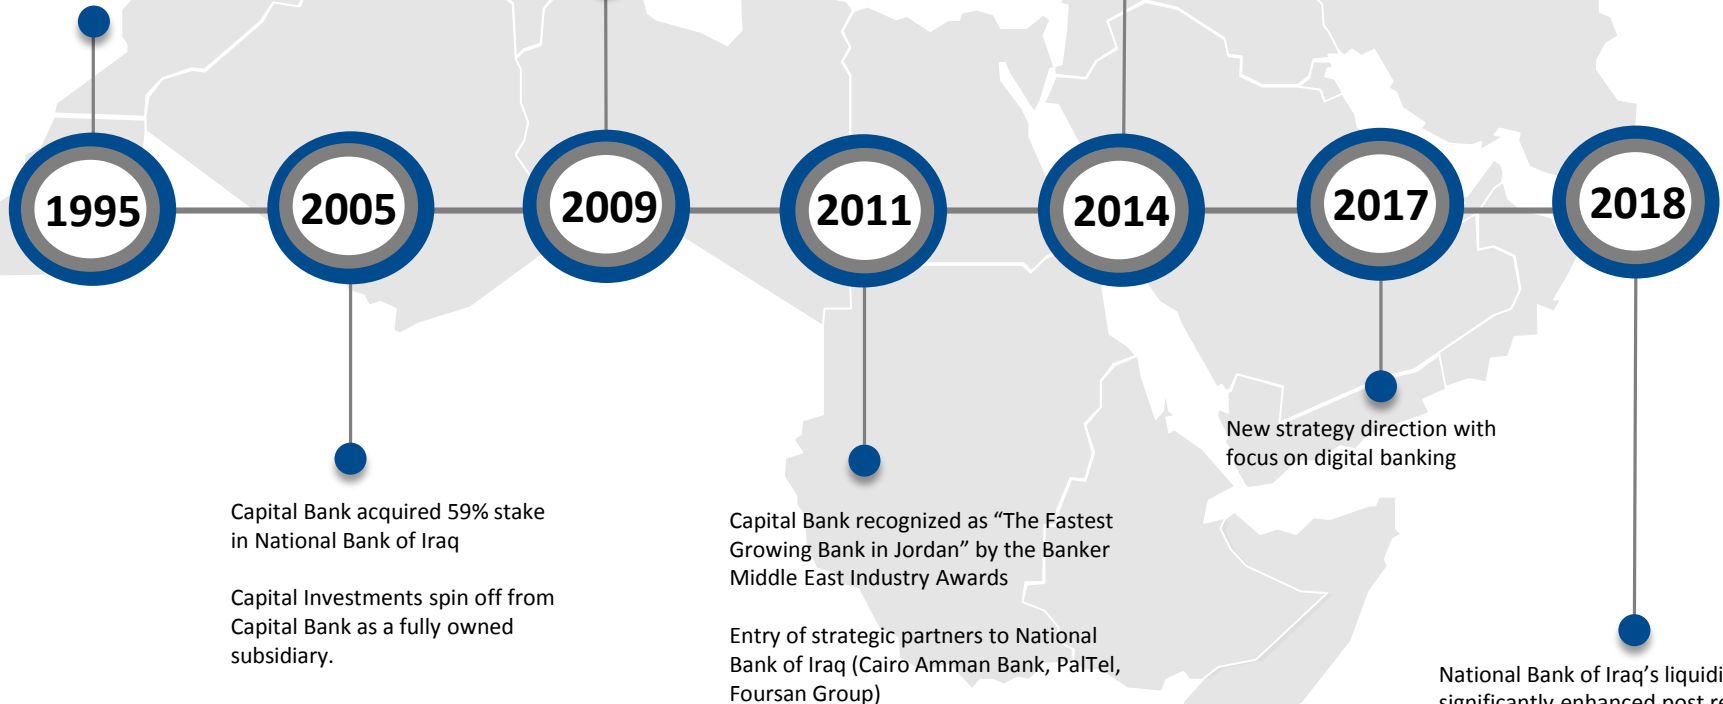 1995
2005
2009
2011
2014
2017
2018
New strategy direction with
focus on digital banking
Capital Bank acquired 59% stake
in National Bank of Iraq
Capital Investments spin off from
Capital Bank as a fully owned
subsidiary.
Capital Bank recognized as “The Fastest
Growing Bank in Jordan” by the Banker
Middle East Industry Awards
Entry of strategic partners to National
Bank of Iraq (Cairo Amman Bank, PalTel,
Foursan Group)
National Bank of Iraq’s
significantly enhanced post